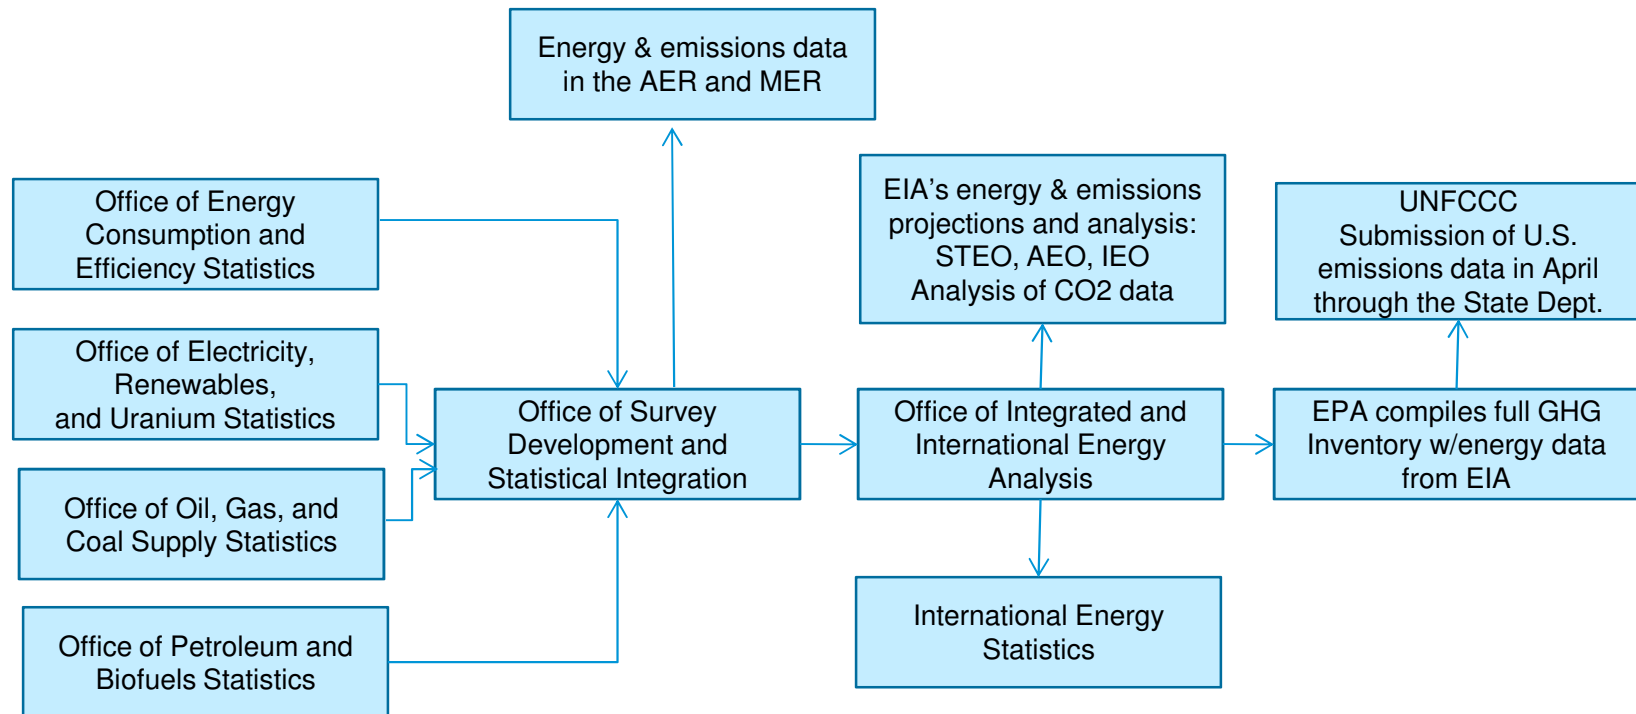 Energy & emissions data
in the AER and MER
Office of Energy
Consumption and
Efficiency Statistics
EIA’s energy & emissions
projections and analysis:
STEO, AEO, IEO
Analysis of CO2 data
UNFCCC
Submission of U.S.
emissions data in April
through the State Dept.
Office of Electricity,
Renewables,
and Uranium Statistics
Office of Survey
Development and
Statistical Integration
Office of Integrated and
International Energy
Analysis
EPA compiles full GHG
Inventory w/energy data
from EIA
Office of Oil, Gas, and
Coal Supply Statistics
Office of Petroleum and
Biofuels Statistics
International Energy
Statistics